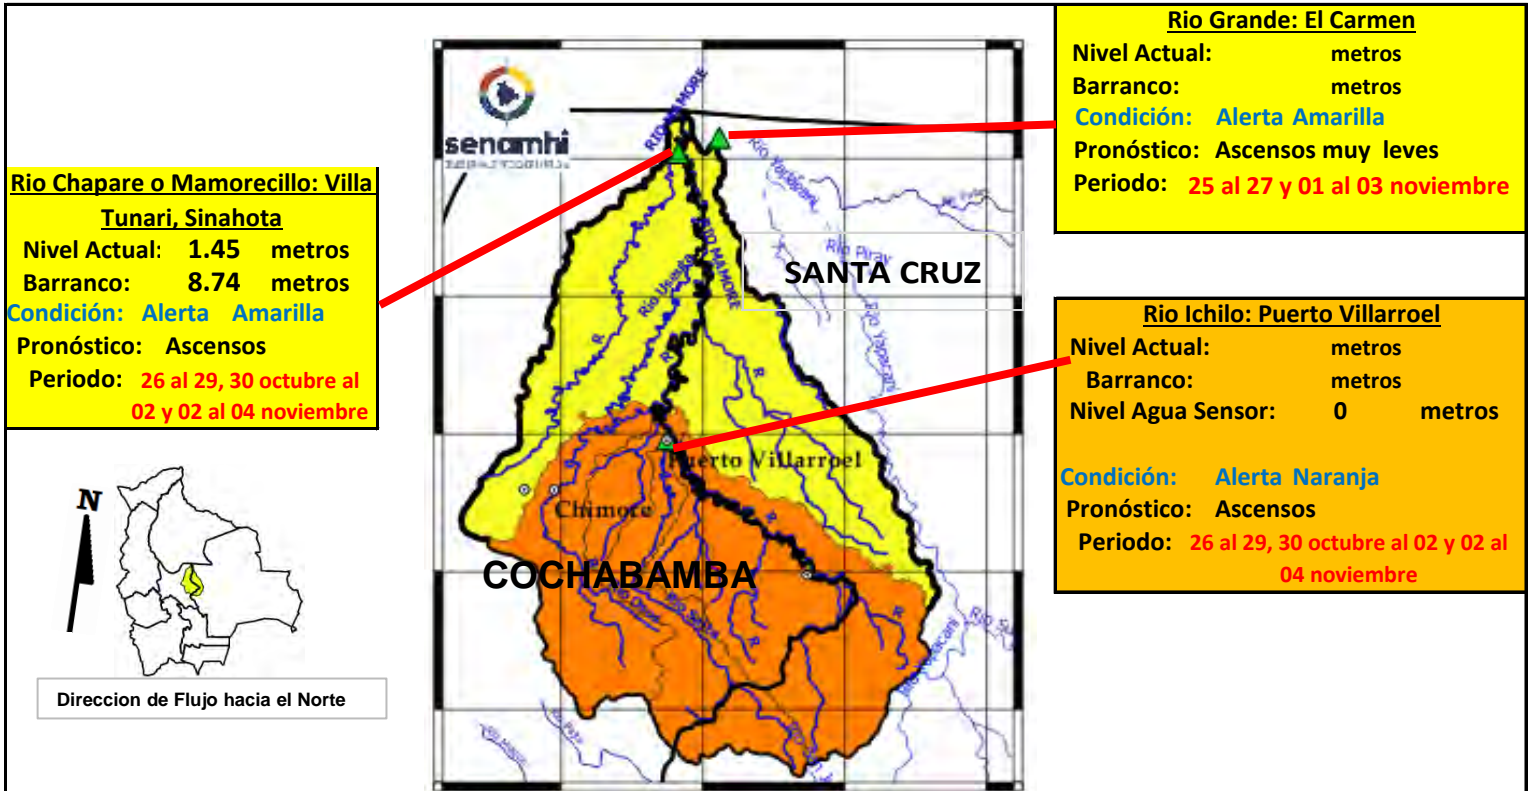 Rio Chapare o Mamorecillo: Villa
Tunari, Sinahota
Nivel Actual: 1.45 metros
Barranco: 8.74 metros
Condición: Alerta Amarilla
Pronóstico: Ascensos
Periodo: 26 al 29, 30 octubre al
02 y 02 al 04 noviembre
N
Direccion de Flujo hacia el Norte
senamhi
RIO MAMORE
RIO MAMORE
Rio Yapacani
Rio Piray
SANTA CRUZ
Rio Yapacani
R
R
R
R
Puerto Villarroel
Chimore
COCHABAMBA
R
R
Rio Grande: El Carmen
Nivel Actual: metros
Barranco: metros
Condición: Alerta Amarilla
Pronóstico: Ascensos muy leves
Periodo: 25 al 27 y 01 al 03 noviembre
Rio Ichilo: Puerto Villarroel
Nivel Actual: metros
Barranco: metros
Nivel Agua Sensor: 0 metros
Condición: Alerta Naranja
Pronóstico: Ascensos
Periodo: 26 al 29, 30 octubre al 02 y 02 al
04 noviembre